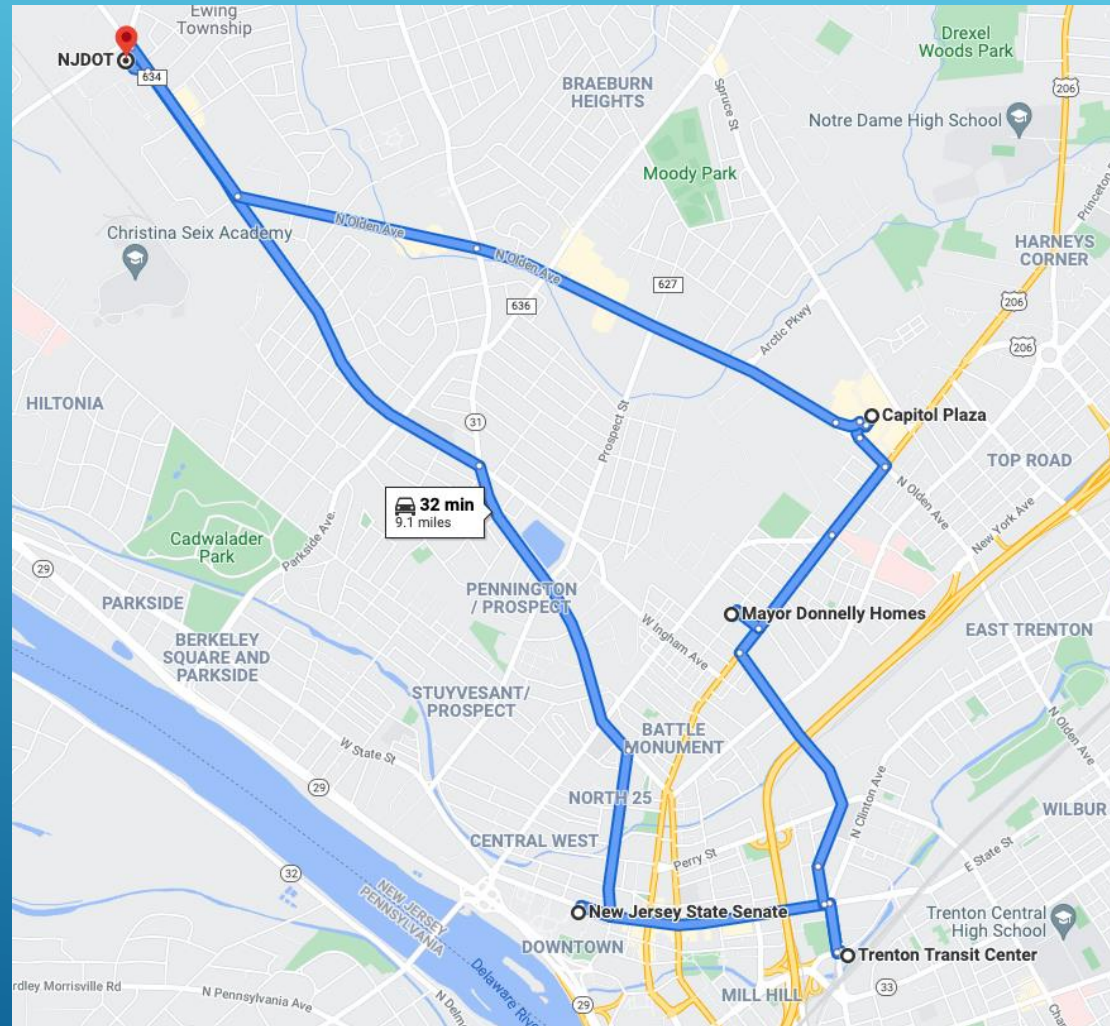 Ewing
Township
NJDOT
634
BRAEBURN
HEIGHTS
Spruce St
Drexel
Woods Park
206
Notre Dame High School
Moody Park
Christina Seix Academy
N Olden Ave
N Olden Ave
HARNEYS
CORNER
627
636
206
206
Arctic Pkwy
HILTONIA
31
Prospect St
Capitol Plaza
TOP ROAD
N Olden Ave
32 min
9.1 miles
New York Ave
Cadwalader
Park
Parkside Ave.
29
PARKSIDE
PENNINGTON
/ PROSPECT
Mayor Donnelly Homes
W Ingham Ave
EAST TRENTON
BERKELEY
SQUARE AND
PARKSIDE
STUYVESANT/
PROSPECT
N Olden Ave
BATTLE
MONUMENT
W State St
29
NORTH 25
N Clinton Ave
WILBUR
CENTRAL WEST
Perry St
E State St
32
NEW JERSEY
PENNSYLVANIA
New Jersey State Senate
Trenton Central
High School
DOWNTOWN
Trenton Transit Center
rdley Morrisville Rd
N Pennsylvania Ave
MILL HILL
33
29